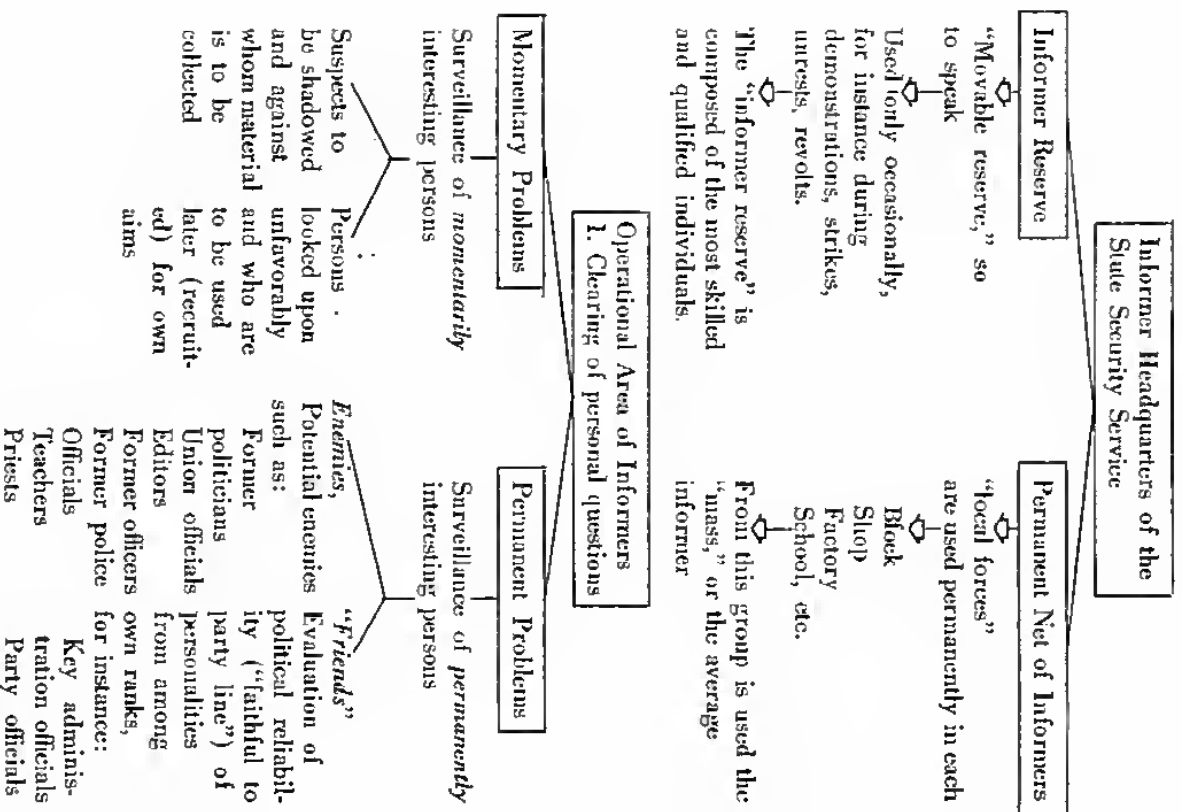 Informer Headquarters of the
State Security Service
Informer Reserve
"Movable reserve," so
to speak
Used only occasionally,
for instance during
demonstrations, strikes,
unrests, revolts.
The "informer reserve" is
composed of the most skilled
and qualified individuals.
Permanent Net of Informers
"local forces"
are used permanently in each
Block
Shop
Factory
School, etc.
From this group is used the
"mass," or the average
informer
Operational Area of Informers
1. Clearing of personal questions
Momentary Problems
Surveillance of momentarily
interesting persons
Suspects to
be shadowed
and against
whom material
is to be
collected
Persons
looked upon
unfavorably
and who are
to be used
later (recruit-
ed) for own
aims
Permanent Problems
Surveillance of permanently
interesting persons
Enemies,
Potential enemies
such as:
Former
politicians
Union officials
Editors
Former officers
Former police
Officials
Teachers
Priests
"Friends"
Evaluation of
political reliabil-
ity ("faithful to
party line") of
personalities
from among
own ranks,
for instance:
Key adminis-
tration officials
Party officials